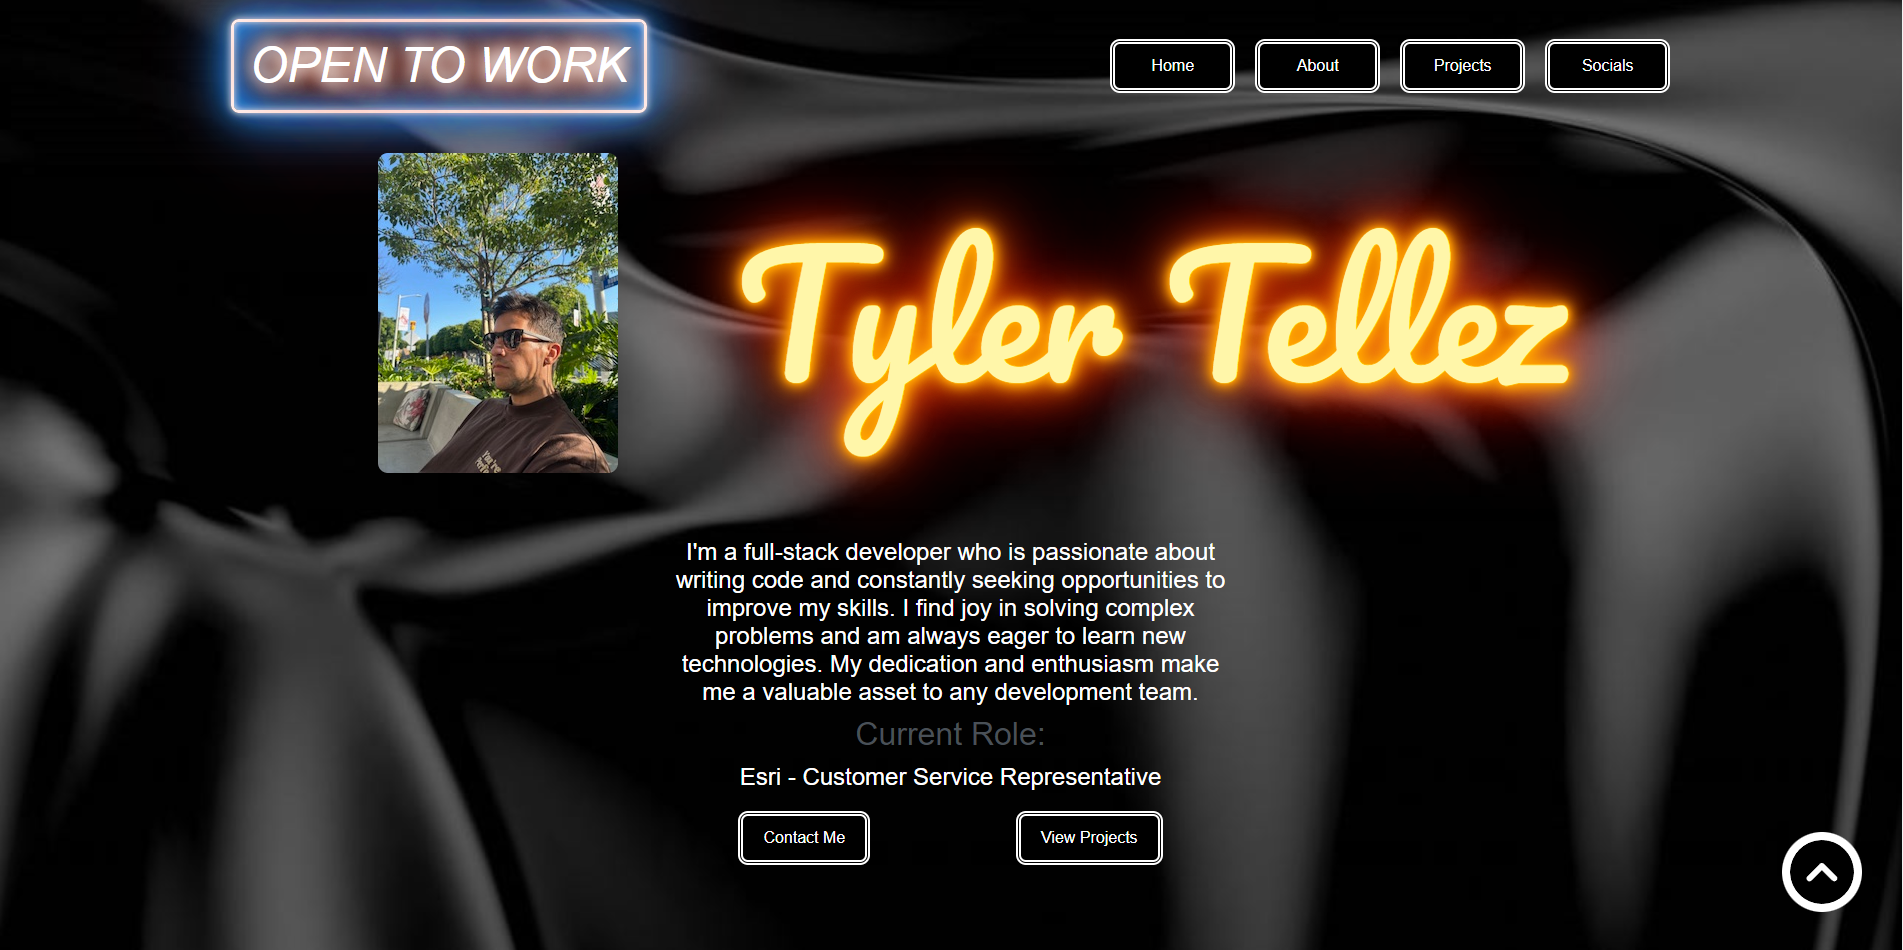 OPEN TO WORK
Home
About
Projects
Socials
Tyler Tellez
I'm a full-stack developer who is passionate about
writing code and constantly seeking opportunities to
improve my skills. I find joy in solving complex
problems and am always eager to learn new
technologies. My dedication and enthusiasm make
me a valuable asset to any development team.
Current Role:
Esri - Customer Service Representative
Contact Me
View Projects